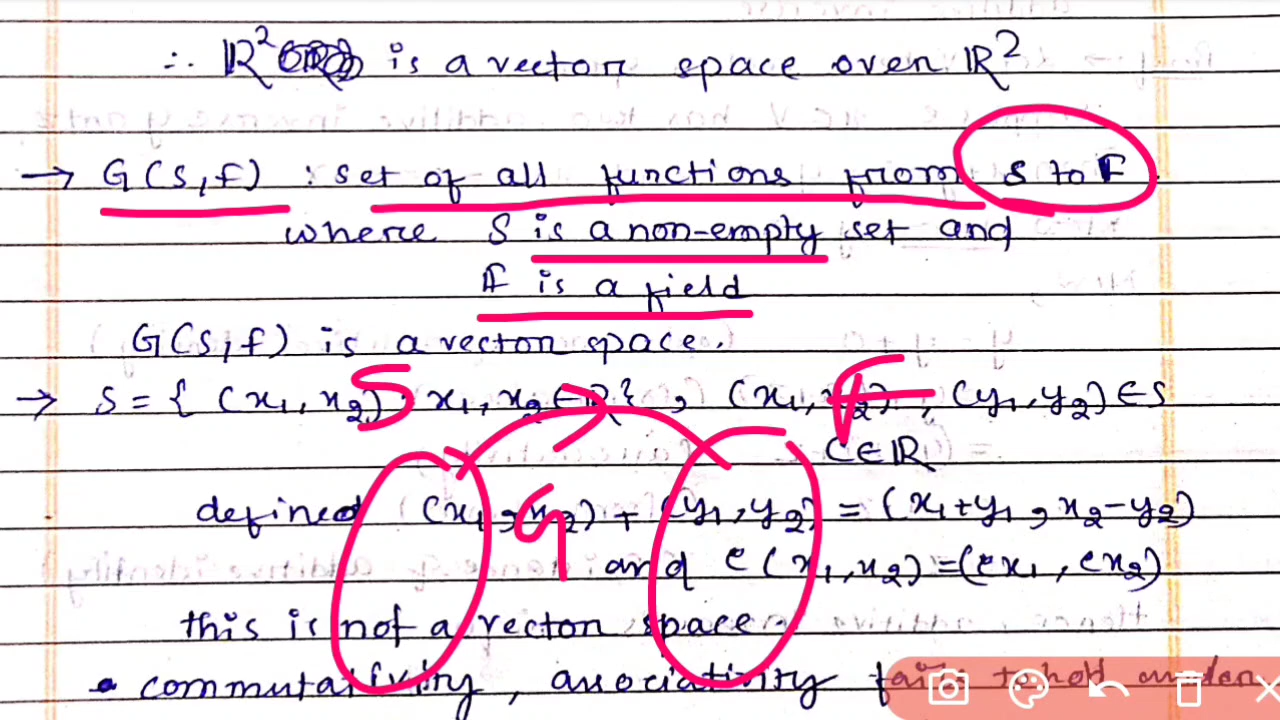 ∴ ℝ² is a vector space over ℝ²
→ G(S,F) : set of all functions from S to F
where S is a non-empty set and
F is a field
G(S,F) is a vector space.
→ S = { (x₁, x₂) : x₁, x₂ ∈ ℝ } , (x₁, x₂) , (y₁, y₂) ∈ S
S F
C ∈ ℝ
defined (x₁, x₂) + (y₁, y₂) = (x₁+y₁, x₂-y₂)
G
and c(x₁, x₂) = (cx₁, cx₂)
this is not a vector space
• commutativity, associativity fails to hold under